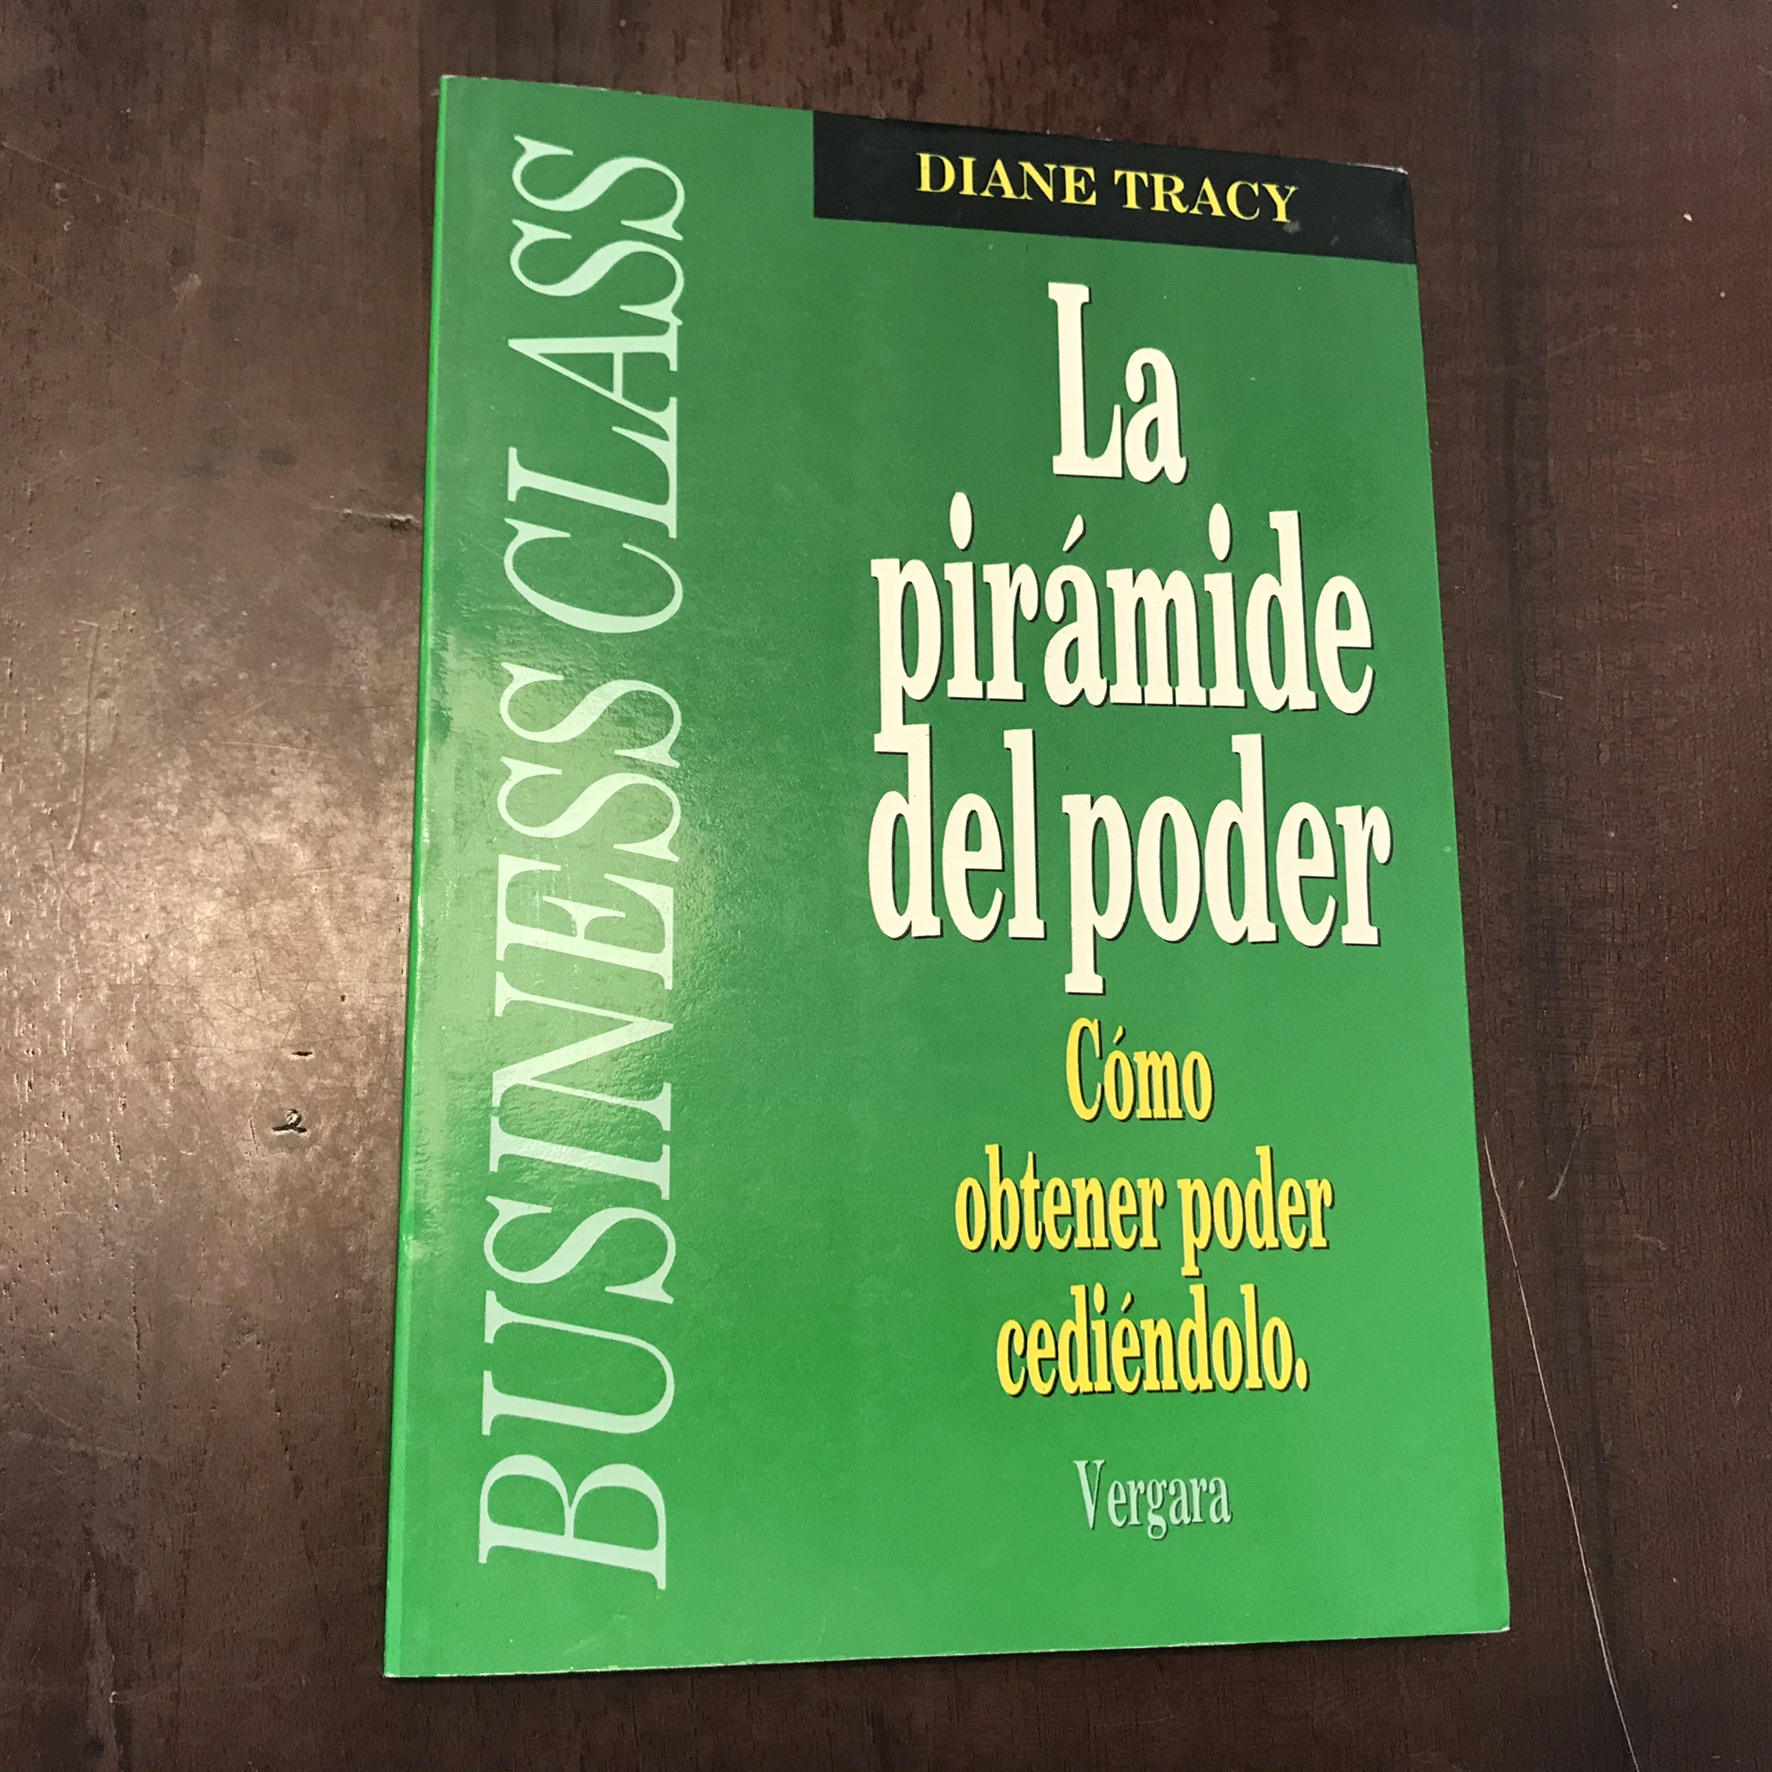 BUSINESS CLASS
DIANE TRACY
La
pirámide
del poder
Cómo
obtener poder
cediéndolo.
Vergara